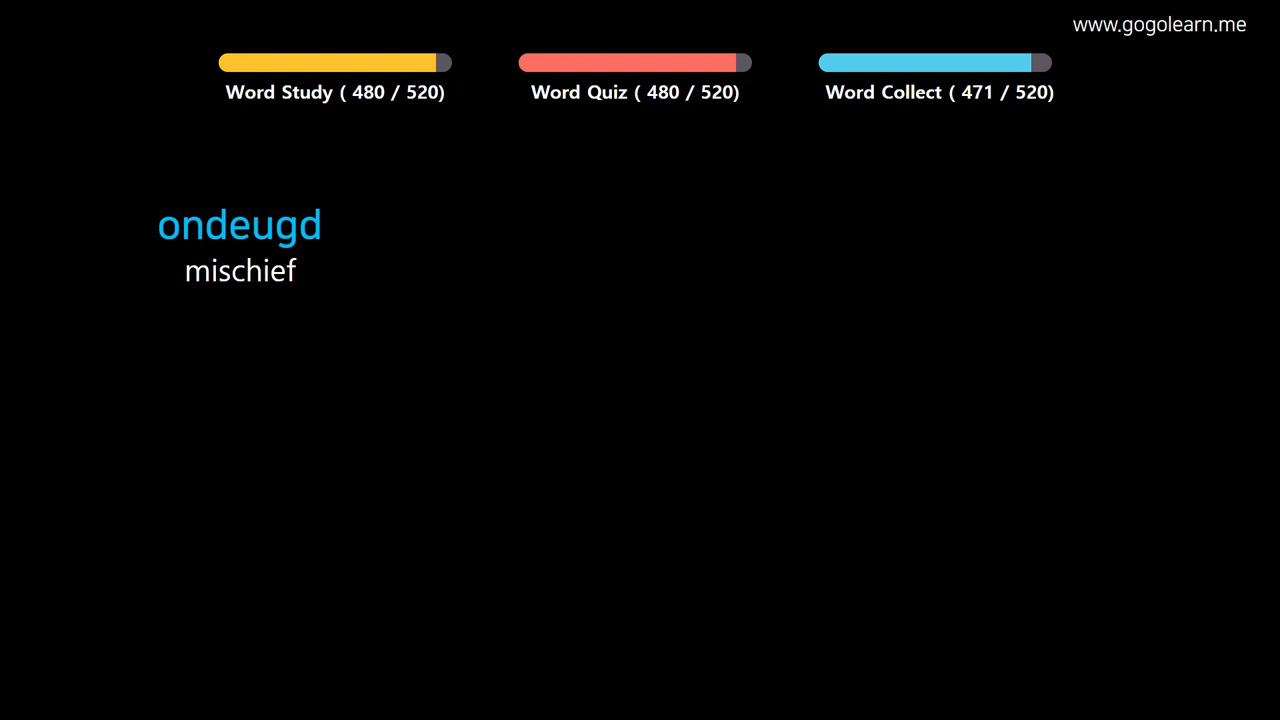 www.gogolearn.me
Word Study ( 480 / 520)
Word Quiz ( 480 / 520)
Word Collect ( 471 / 520)
ondeugd
mischief